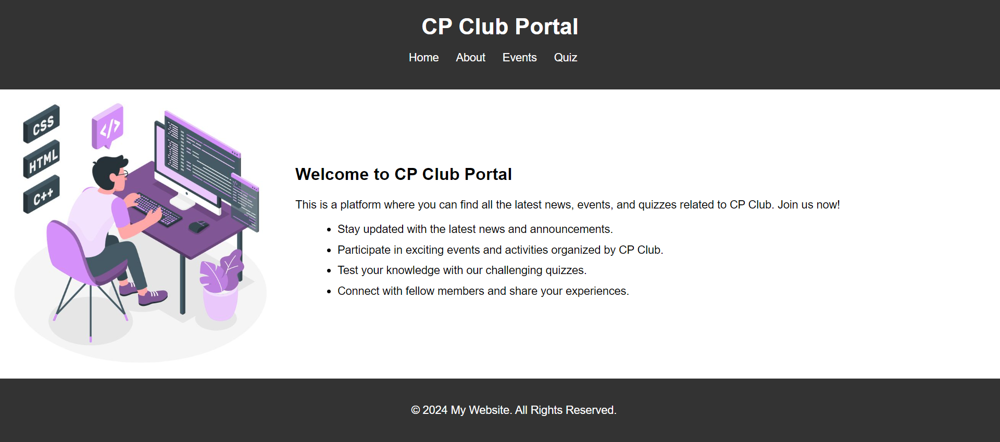 CP Club Portal
Home About Events Quiz
CSS
</>
HTML
C++
Welcome to CP Club Portal
This is a platform where you can find all the latest news, events, and quizzes related to CP Club. Join us now!
• Stay updated with the latest news and announcements.
• Participate in exciting events and activities organized by CP Club.
• Test your knowledge with our challenging quizzes.
• Connect with fellow members and share your experiences.
© 2024 My Website. All Rights Reserved.